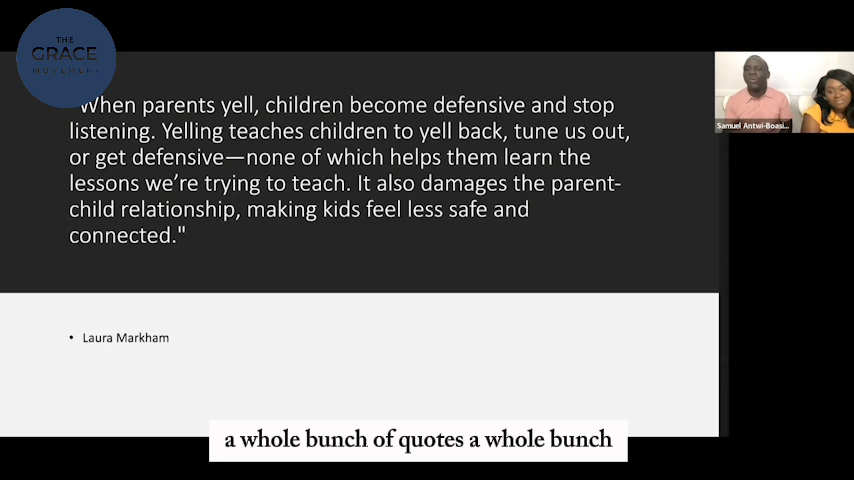 THE
GRACE
MOVEMENT
"When parents yell, children become defensive and stop
listening. Yelling teaches children to yell back, tune us out,
or get defensive—none of which helps them learn the
lessons we're trying to teach. It also damages the parent-
child relationship, making kids feel less safe and
connected."
• Laura Markham
Samuel Antwi-Boasi...
a whole bunch of quotes a whole bunch